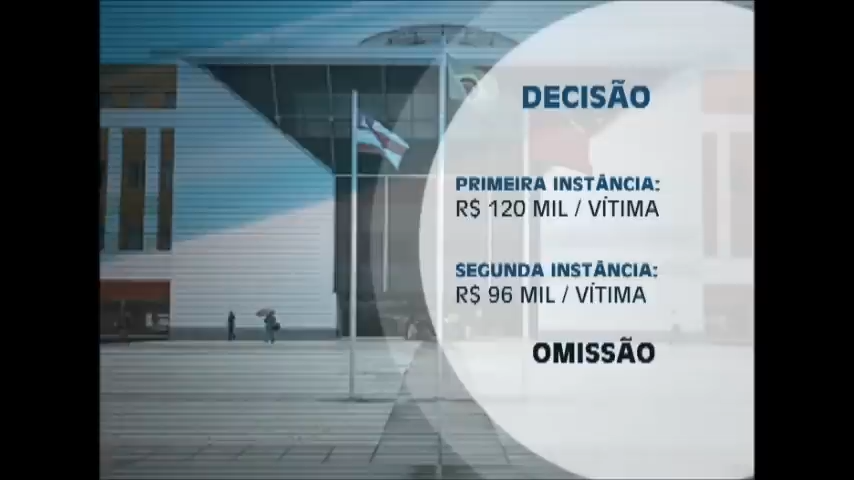 DECISÃO
PRIMEIRA INSTÂNCIA:
R$ 120 MIL / VÍTIMA
SEGUNDA INSTÂNCIA:
R$ 96 MIL / VÍTIMA
OMISSÃO